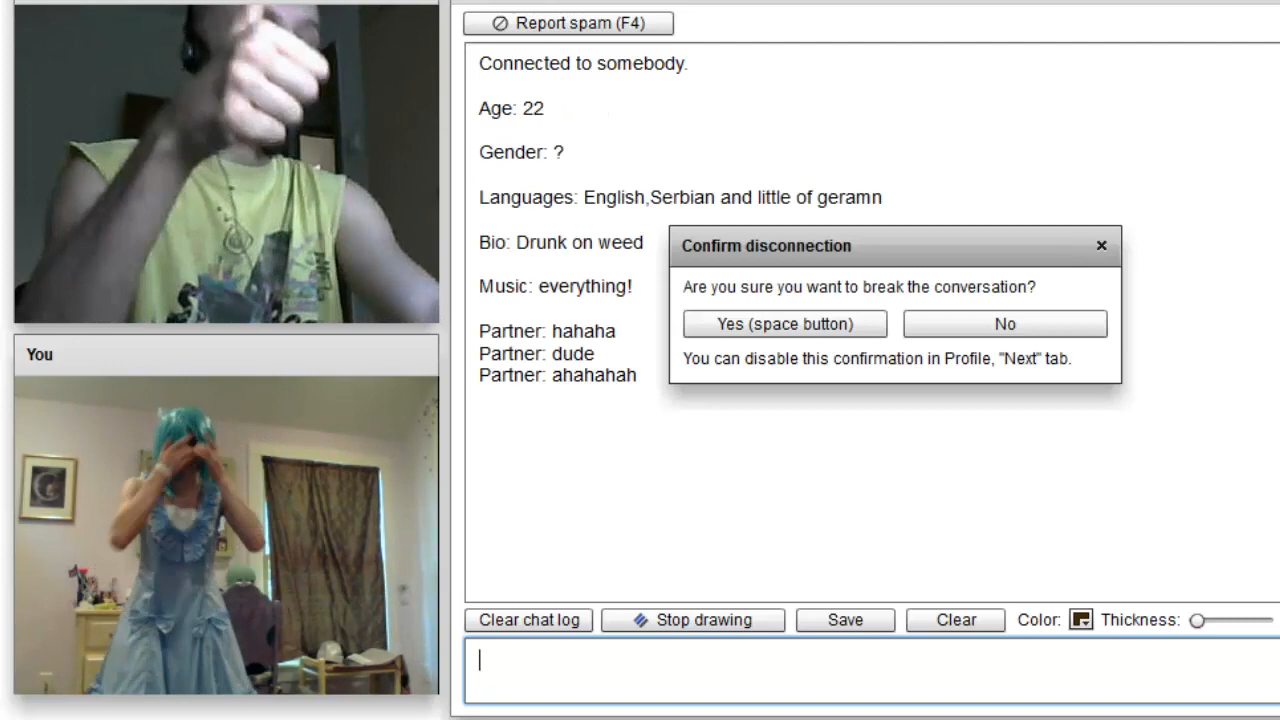 Report spam (F4)
Connected to somebody.
Age: 22
Gender: ?
Languages: English,Serbian and little of geramn
Bio: Drunk on weed
Music: everything!
Partner: hahaha
Partner: dude
Partner: ahahahah
Confirm disconnection
Are you sure you want to break the conversation?
Yes (space button) No
You can disable this confirmation in Profile, "Next" tab.
You
Clear chat log Stop drawing Save Clear Color: Thickness: